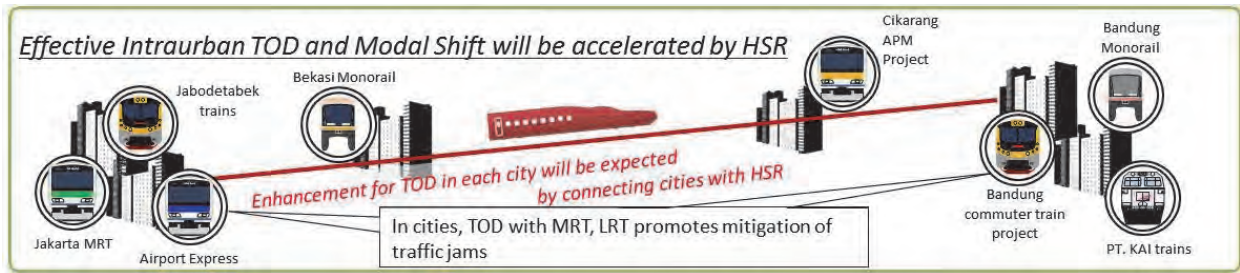 Effective Intraurban TOD and Modal Shift will be accelerated by HSR
Jabodetabek
trains
Bekasi Monorail
Cikarang
APM
Project
Bandung
Monorail
Enhancement for TOD in each city will be expected
by connecting cities with HSR
Jakarta MRT
Airport Express
In cities, TOD with MRT, LRT promotes mitigation of
traffic jams
Bandung
commuter train
project
PT. KAI trains